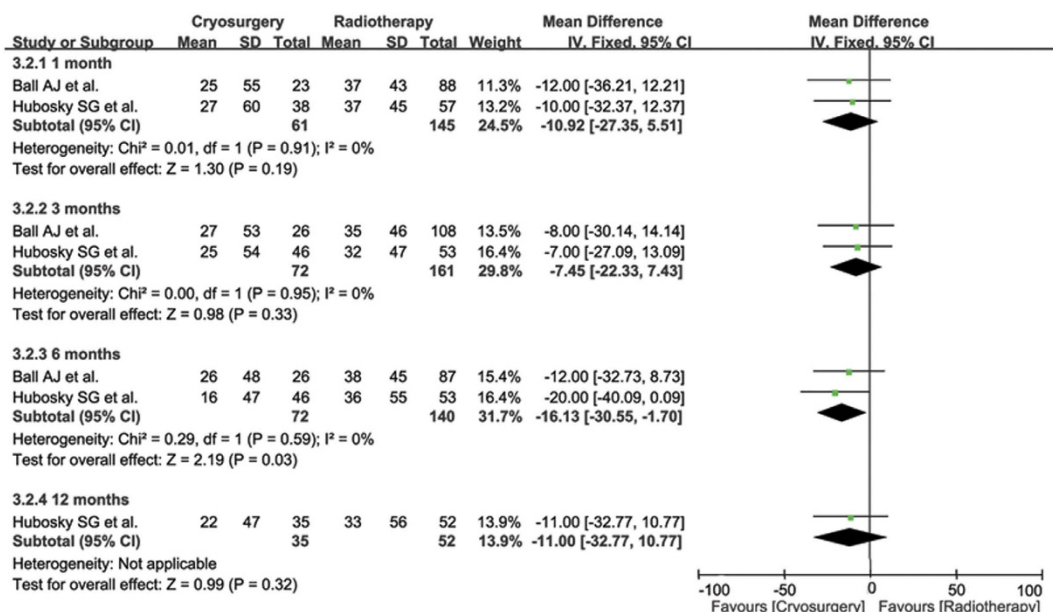 Cryosurgery Radiotherapy Mean Difference Mean Difference
Study or Subgroup Mean SD Total Mean SD Total Weight IV, Fixed, 95% CI IV, Fixed, 95% CI
3.2.1 1 month
Ball AJ et al. 25 55 23 37 43 88 11.3% -12.00 [-36.21, 12.21]
Hubosky SG et al. 27 60 38 37 45 57 13.2% -10.00 [-32.37, 12.37]
Subtotal (95% CI) 61 145 24.5% -10.92 [-27.35, 5.51]
Heterogeneity: Chi² = 0.01, df = 1 (P = 0.91); I² = 0%
Test for overall effect: Z = 1.30 (P = 0.19)
3.2.2 3 months
Ball AJ et al. 27 53 26 35 46 108 13.5% -8.00 [-30.14, 14.14]
Hubosky SG et al. 25 54 46 32 47 53 16.4% -7.00 [-27.09, 13.09]
Subtotal (95% CI) 72 161 29.8% -7.45 [-22.33, 7.43]
Heterogeneity: Chi² = 0.00, df = 1 (P = 0.95); I² = 0%
Test for overall effect: Z = 0.98 (P = 0.33)
3.2.3 6 months
Ball AJ et al. 26 48 26 38 45 87 15.4% -12.00 [-32.73, 8.73]
Hubosky SG et al. 16 47 46 36 55 53 16.4% -20.00 [-40.09, 0.09]
Subtotal (95% CI) 72 140 31.7% -16.13 [-30.55, -1.70]
Heterogeneity: Chi² = 0.29, df = 1 (P = 0.59); I² = 0%
Test for overall effect: Z = 2.19 (P = 0.03)
3.2.4 12 months
Hubosky SG et al. 22 47 35 33 56 52 13.9% -11.00 [-32.77, 10.77]
Subtotal (95% CI) 35 52 13.9% -11.00 [-32.77, 10.77]
Heterogeneity: Not applicable
Test for overall effect: Z = 0.99 (P = 0.32)
-100 -50 0 50 100
Favours [Cryosurgery] Favours [Radiotherapy]